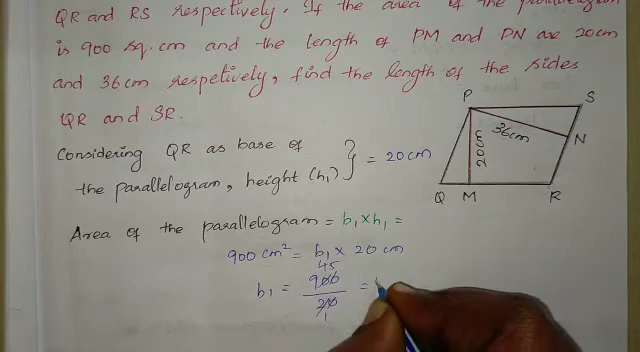 QR and RS respectively. If the area of the parallelogram
is 900 sq.cm and the length of PM and PN are 20cm
and 36cm respetively, find the length of the sides
QR and SR.
P S
36cm
20cm
N
Q M R
Considering QR as base of
the parallelogram, height (h₁) } = 20cm
Area of the parallelogram = b₁ x h₁ =
900 cm² = b₁ x 20 cm
45
b₁ = 900 =
20
1